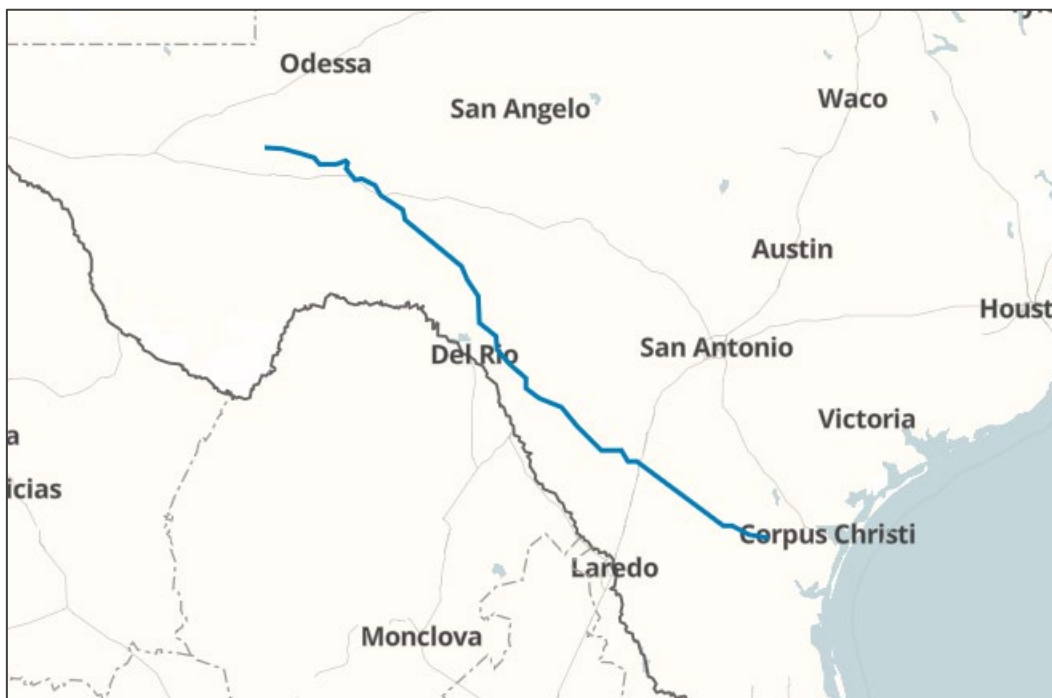 Odessa
San Angelo
Waco
Austin
Houst
San Antonio
Del Rio
Victoria
a
icias
Corpus Christi
Laredo
Monclova